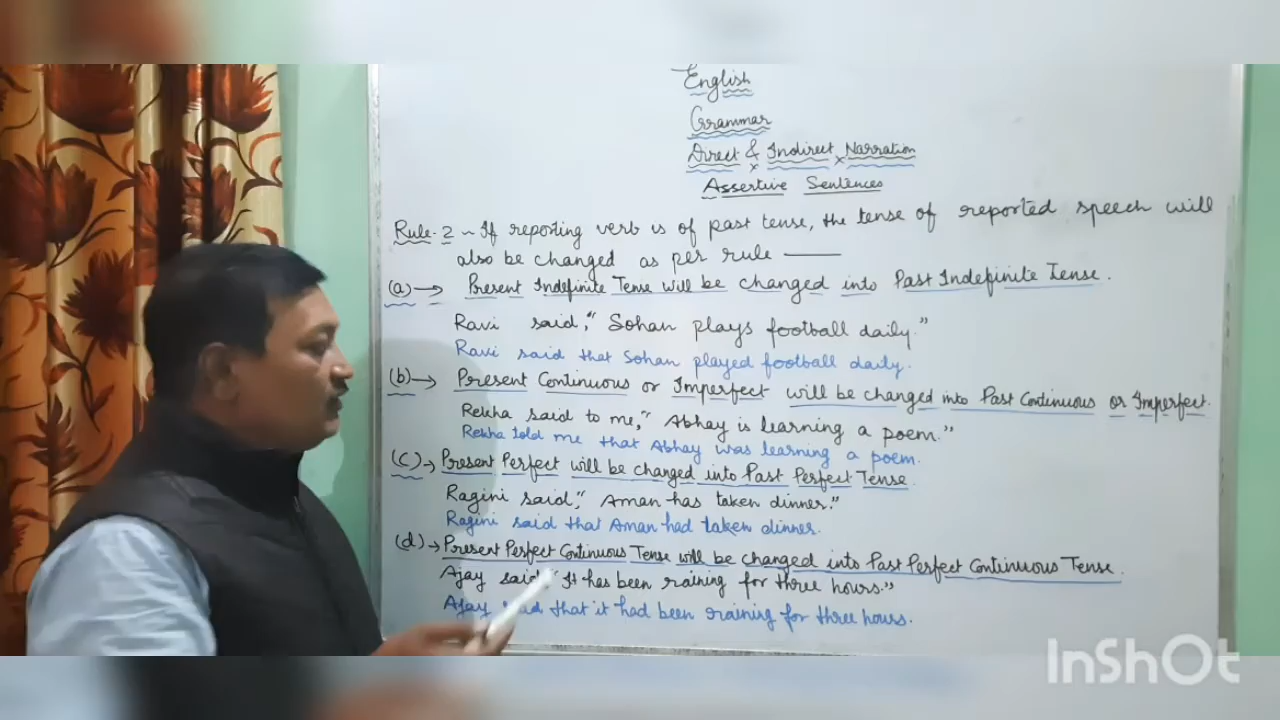 English
Grammar
Direct & Indirect Narration
Assertive Sentences
Rule-2 ~ If reporting verb is of past tense, the tense of reported speech will
also be changed as per rule —
(a) → Present Indefinite Tense will be changed into Past Indefinite Tense.
Ravi said, "Sohan plays football daily."
Ravi said that Sohan played football daily.
(b) → Present Continuous or Imperfect will be changed into Past Continuous or Imperfect.
Rekha said to me, "Abhay is learning a poem."
Rekha told me that Abhay was learning a poem.
(c) → Present Perfect will be changed into Past Perfect Tense.
Ragini said, "Aman has taken dinner."
Ragini said that Aman had taken dinner.
(d) → Present Perfect Continuous Tense will be changed into Past Perfect Continuous Tense.
Ajay said "It has been raining for three hours."
Ajay said that it had been raining for three hours.
InShOt